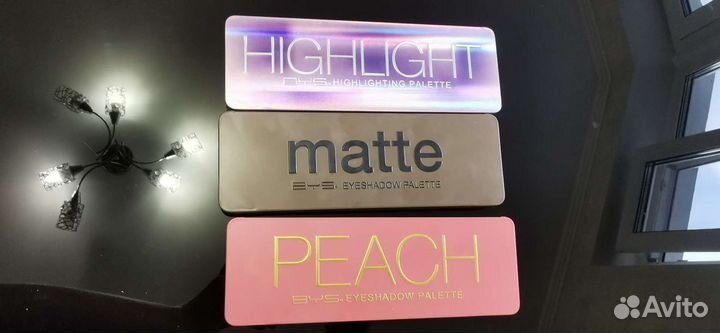 HIGHLIGHT
BYS. HIGHLIGHTING PALETTE
matte
BYS. EYESHADOW PALETTE
PEACH
BYS. EYESHADOW PALETTE
Avito